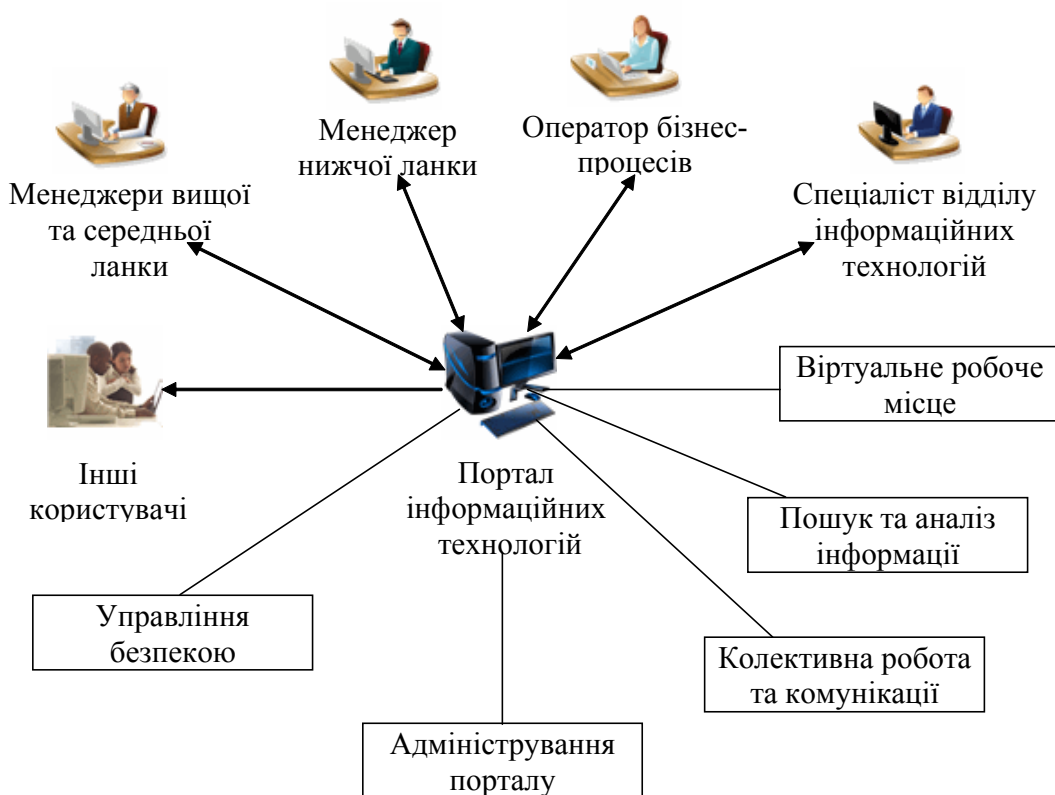 Менеджер
нижчої ланки
Оператор бізнес-
процесів
Менеджери вищої
та середньої
ланки
Спеціаліст відділу
інформаційних
технологій
Віртуальне робоче
місце
Інші
користувачі
Портал
інформаційних
технологій
Пошук та аналіз
інформації
Управління
безпекою
Колективна робота
та комунікації
Адміністрування
порталу